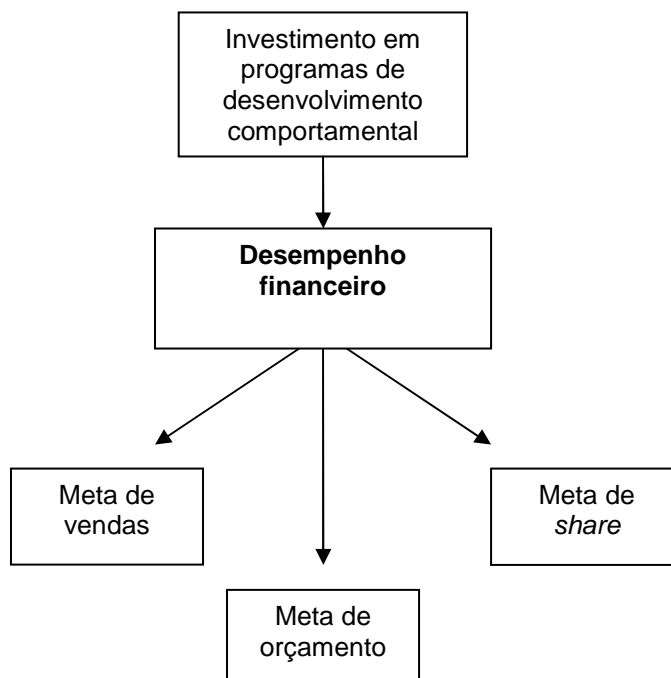 Investimento em
programas de
desenvolvimento
comportamental
Desempenho
financeiro
Meta de
vendas
Meta de
share
Meta de
orçamento